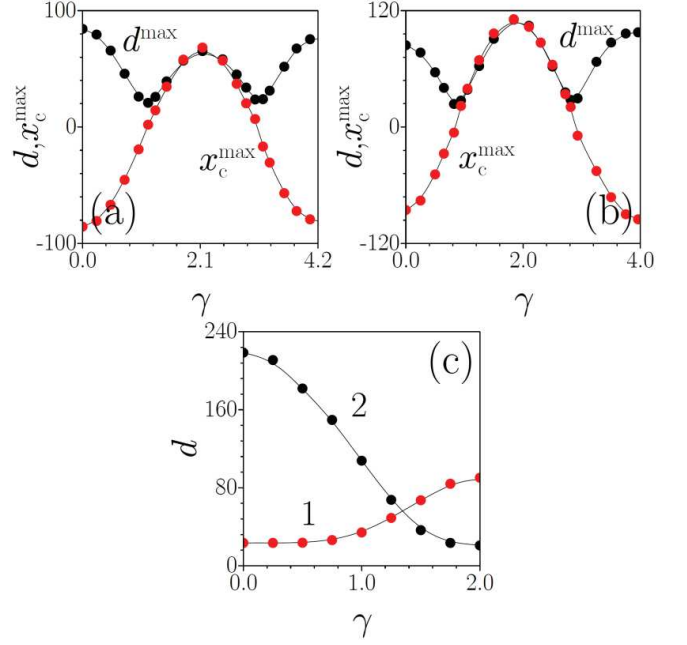 100
0
-100
d,x_c^max
d^max
x_c^max
(a)
0.0 2.1 4.2
γ
120
0
-120
d,x_c^max
d^max
x_c^max
(b)
0.0 2.0 4.0
γ
240
160
80
0
d
(c)
2
1
0.0 1.0 2.0
γ